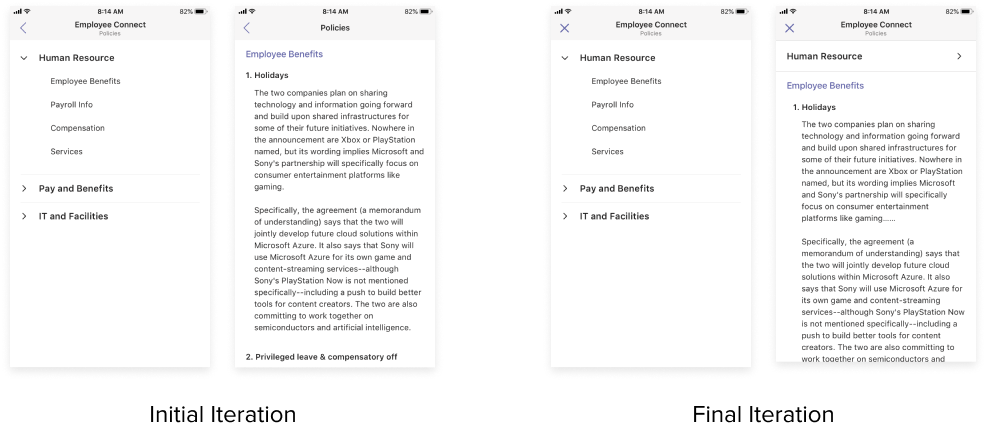 8:14 AM
82%
Employee Connect
Policies
Human Resource
Employee Benefits
Payroll Info
Compensation
Services
Pay and Benefits
IT and Facilities
8:14 AM
82%
Policies
Employee Benefits
1. Holidays
The two companies plan on sharing
technology and information going forward
and build upon shared infrastructures for
some of their future initiatives. Nowhere in
the announcement are Xbox or PlayStation
named, but its wording implies Microsoft and
Sony's partnership will specifically focus on
consumer entertainment platforms like
gaming.
Specifically, the agreement (a memorandum
of understanding) says that the two will
jointly develop future cloud solutions within
Microsoft Azure. It also says that Sony will
use Microsoft Azure for its own game and
content-streaming services--although
Sony's PlayStation Now is not mentioned
specifically--including a push to build better
tools for content creators. The two are also
committing to work together on
semiconductors and artificial intelligence.
2. Privileged leave & compensatory off
Initial Iteration
8:14 AM
82%
Employee Connect
Policies
Human Resource
Employee Benefits
Payroll Info
Compensation
Services
Pay and Benefits
IT and Facilities
8:14 AM
82%
Employee Connect
Policies
Human Resource
Employee Benefits
1. Holidays
The two companies plan on sharing
technology and information going forward
and build upon shared infrastructures for
some of their future initiatives. Nowhere in
the announcement are Xbox or PlayStation
named, but its wording implies Microsoft
and Sony's partnership will specifically
focus on consumer entertainment
platforms like gaming......
Specifically, the agreement (a
memorandum of understanding) says that
the two will jointly develop future cloud
solutions within Microsoft Azure. It also
says that Sony will use Microsoft Azure for
its own game and content-streaming
services--although Sony's PlayStation Now
is not mentioned specifically--including a
push to build better tools for content
creators. The two are also committing to
work together on semiconductors and
Final Iteration